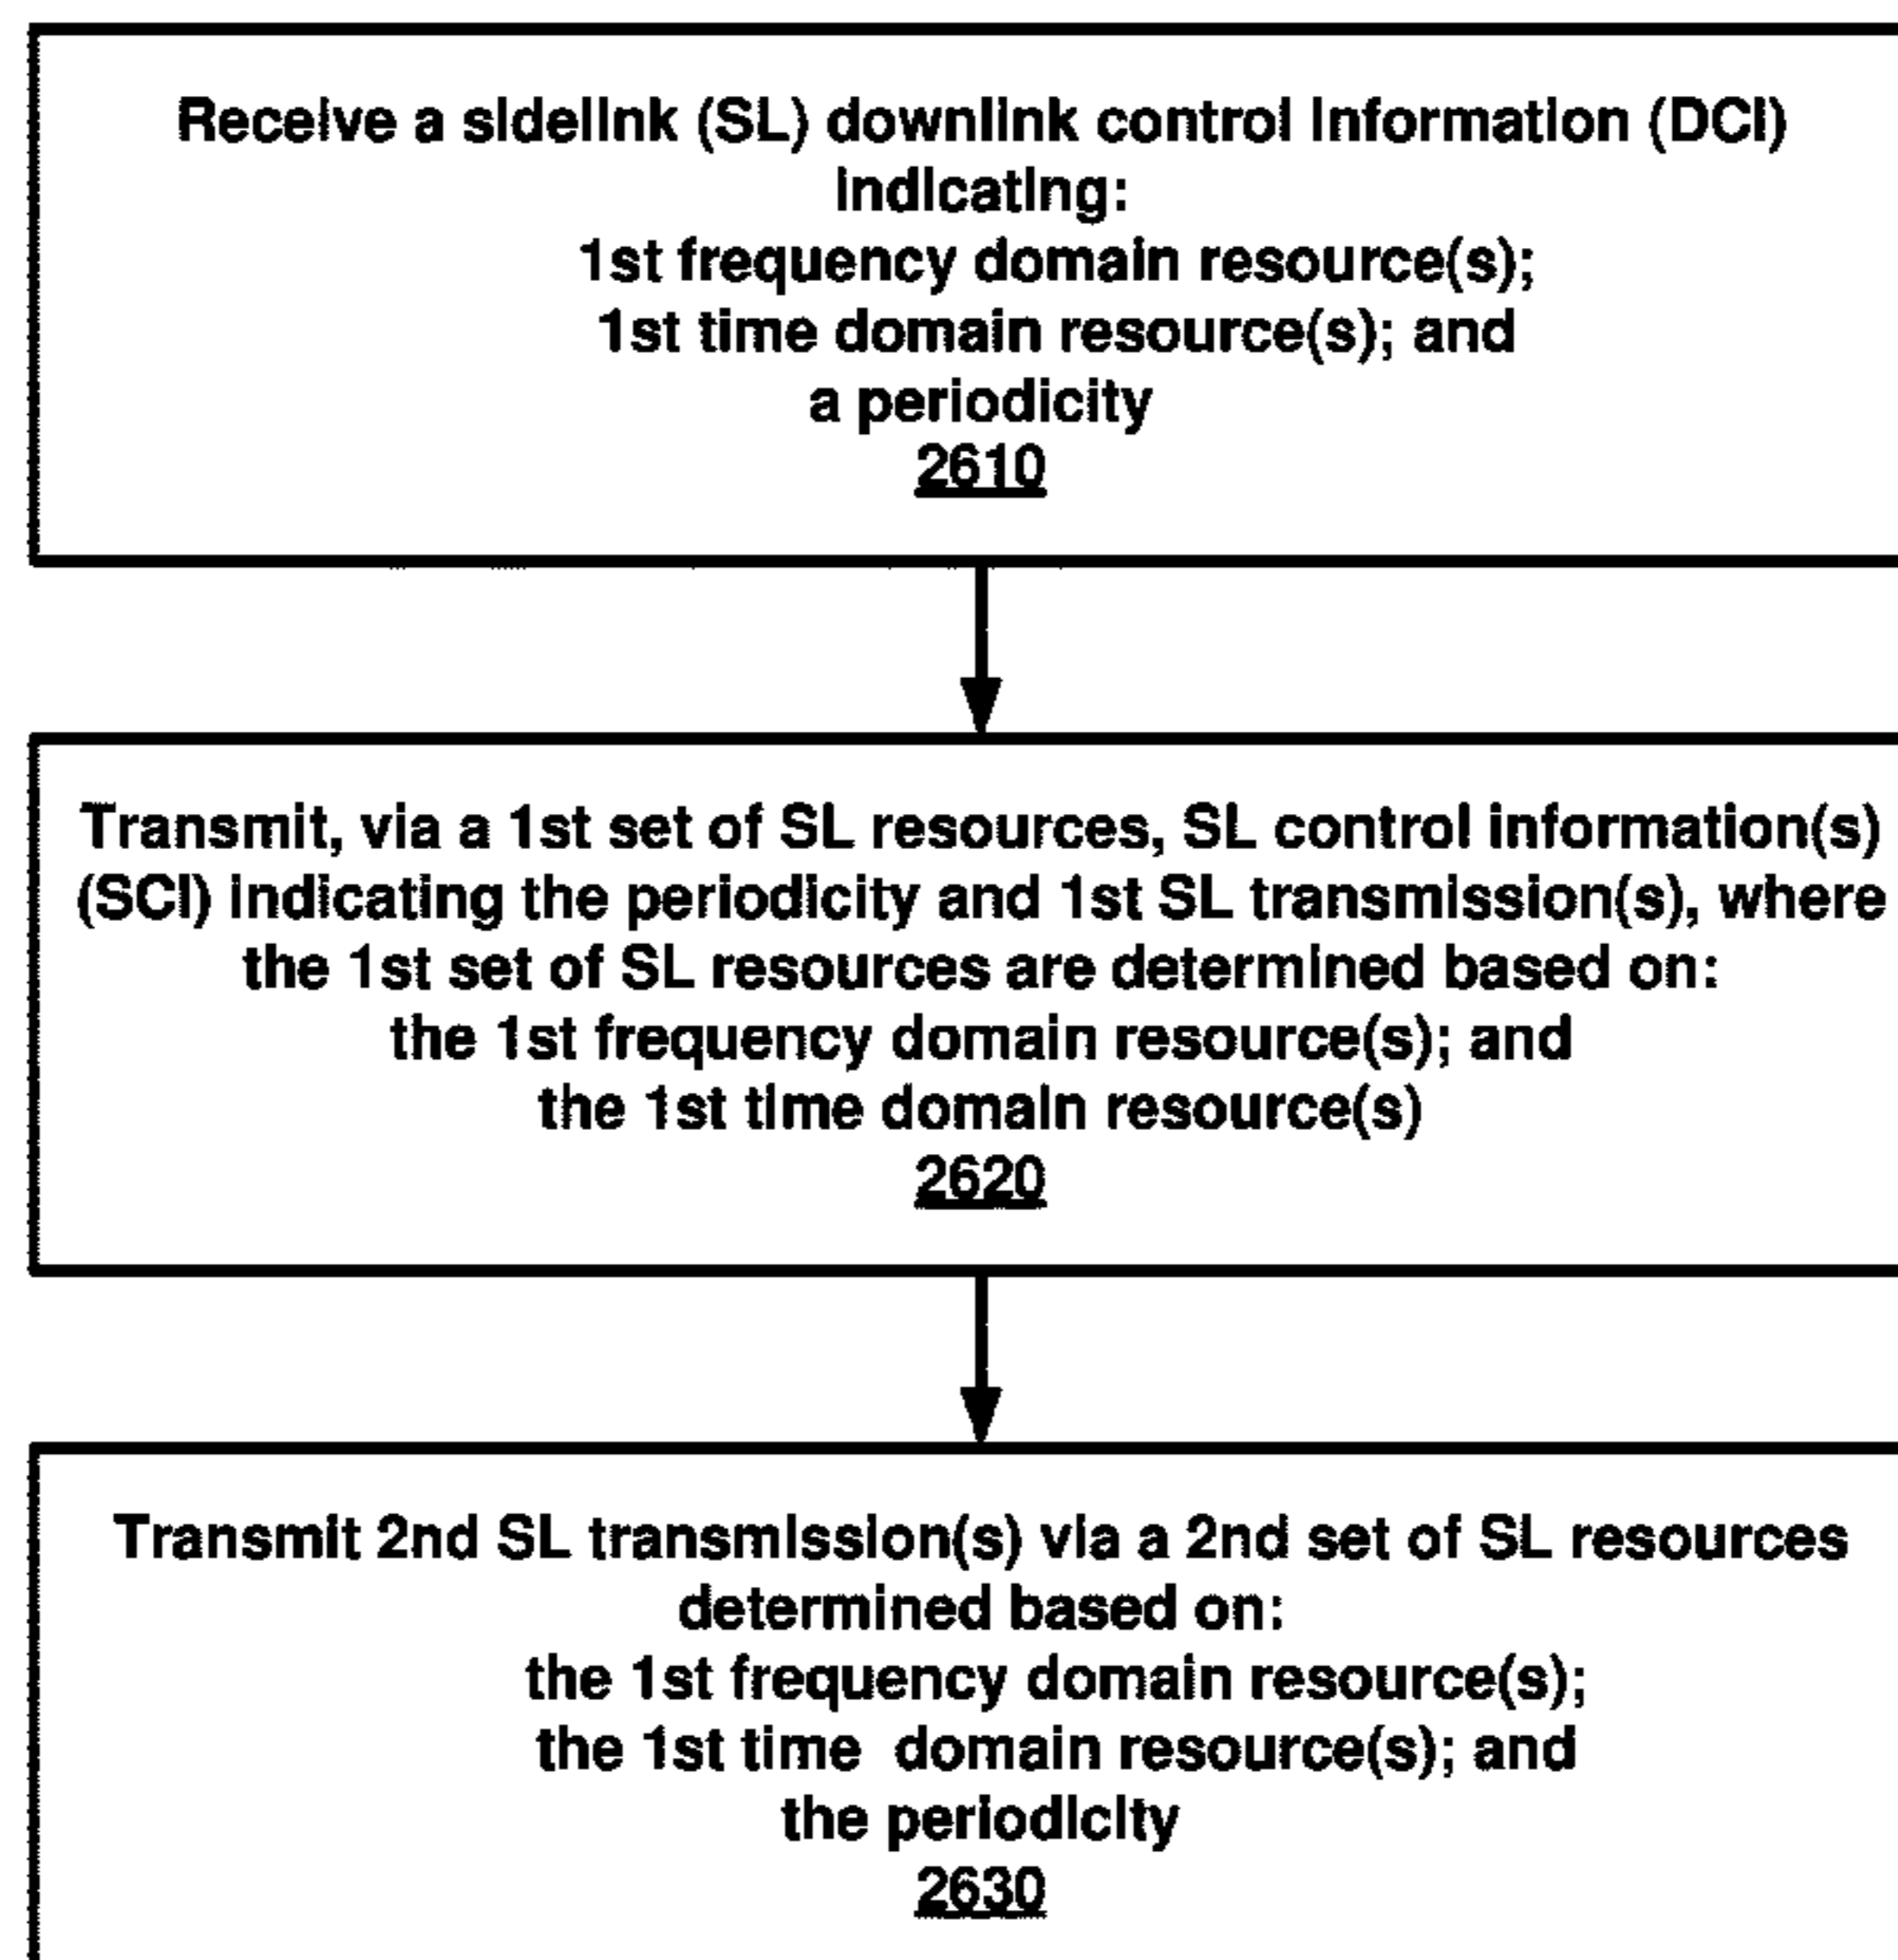 Receive a sidelink (SL) downlink control information (DCI)
indicating:
1st frequency domain resource(s);
1st time domain resource(s); and
a periodicity
2610
Transmit, via a 1st set of SL resources, SL control information(s)
(SCI) indicating the periodicity and 1st SL transmission(s), where
the 1st set of SL resources are determined based on:
the 1st frequency domain resource(s); and
the 1st time domain resource(s)
2620
Transmit 2nd SL transmission(s) via a 2nd set of SL resources
determined based on:
the 1st frequency domain resource(s);
the 1st time domain resource(s); and
the periodicity
2630